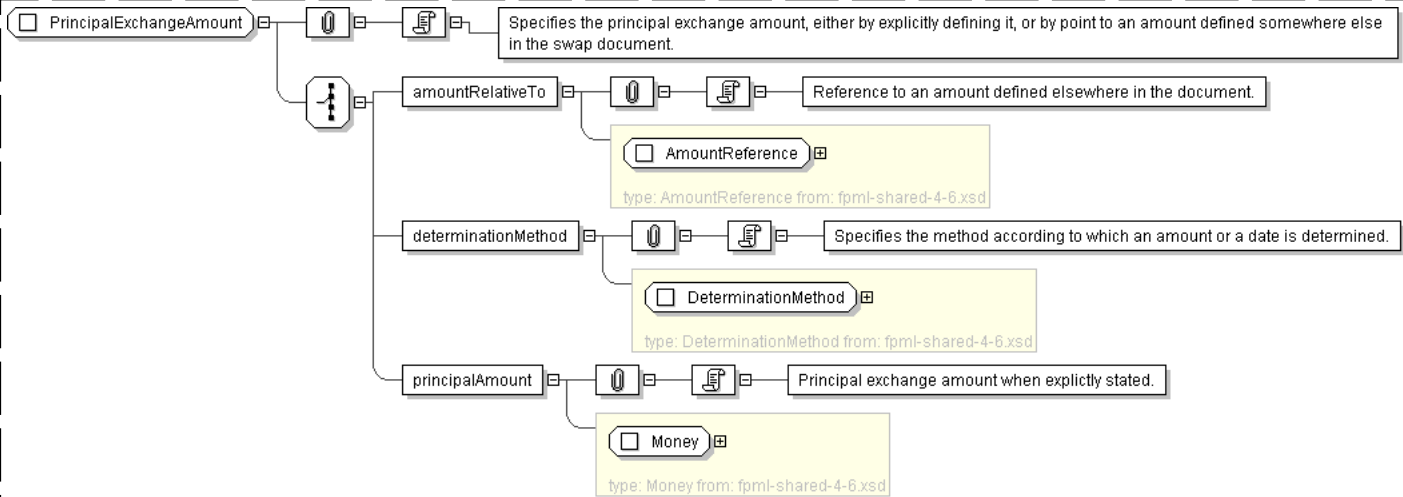 PrincipalExchangeAmount
Specifies the principal exchange amount, either by explicitly defining it, or by point to an amount defined somewhere else
in the swap document.
amountRelativeTo
Reference to an amount defined elsewhere in the document.
AmountReference
type: AmountReference from: fpml-shared-4-6.xsd
determinationMethod
Specifies the method according to which an amount or a date is determined.
DeterminationMethod
type: DeterminationMethod from: fpml-shared-4-6.xsd
principalAmount
Principal exchange amount when explictly stated.
Money
type: Money from: fpml-shared-4-6.xsd